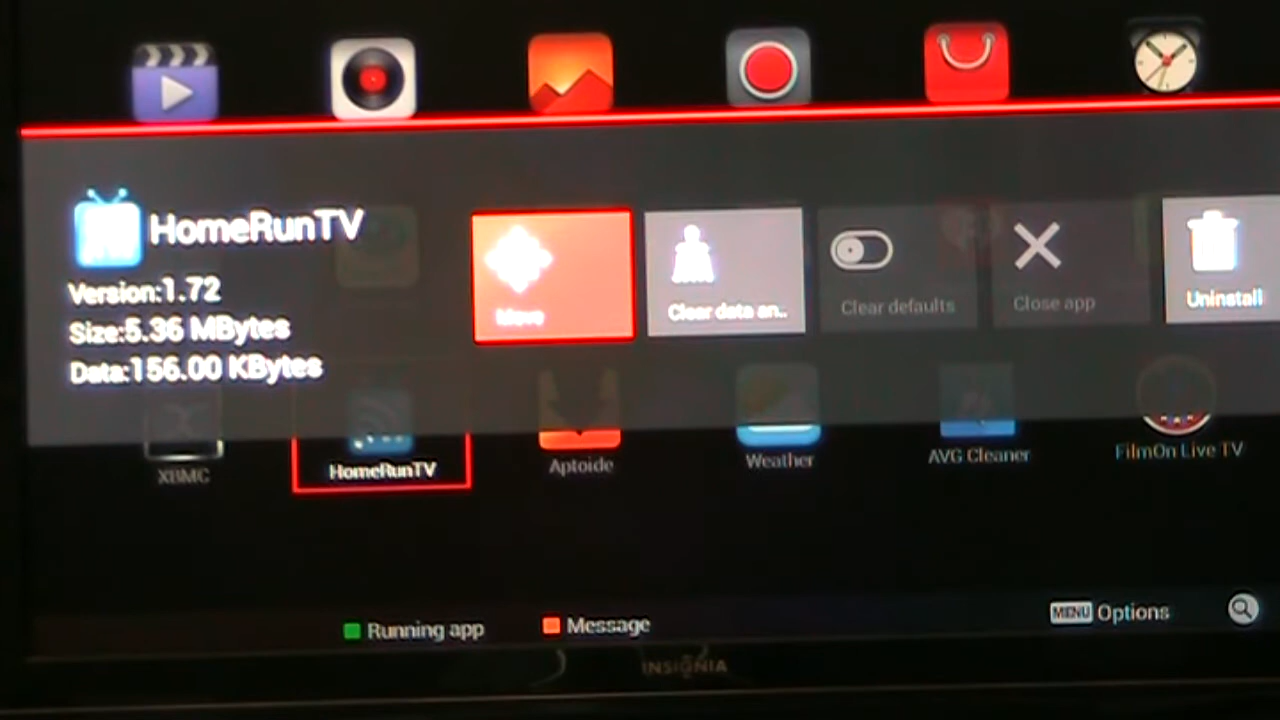 HomeRunTV
Version:1.72
Size:5.36 MBytes
Data:156.00 KBytes
Move
Clear data an..
Clear defaults
Close app
Uninstall
XBMC
HomeRunTV
Aptoide
Weather
AVG Cleaner
FilmOn Live TV
Running app
Message
MENU Options
INSIGNIA